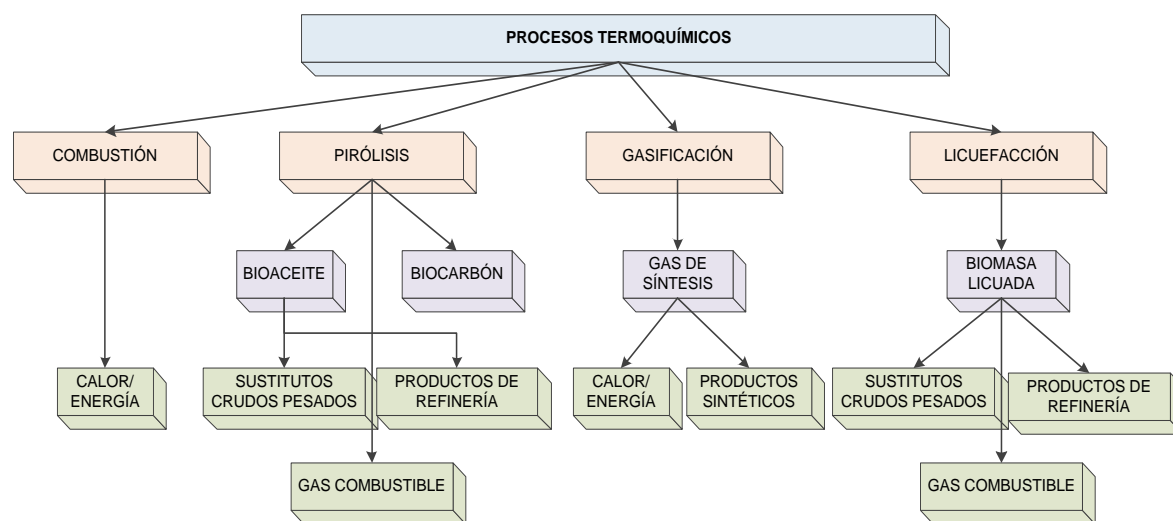 PROCESOS TERMOQUÍMICOS
COMBUSTIÓN
PIRÓLISIS
GASIFICACIÓN
LICUEFACCIÓN
BIOACEITE
BIOCARBÓN
GAS DE
SÍNTESIS
BIOMASA
LICUADA
CALOR/
ENERGÍA
SUSTITUTOS
CRUDOS PESADOS
PRODUCTOS DE
REFINERÍA
CALOR/
ENERGÍA
PRODUCTOS
SINTÉTICOS
SUSTITUTOS
CRUDOS PESADOS
PRODUCTOS DE
REFINERÍA
GAS COMBUSTIBLE
GAS COMBUSTIBLE